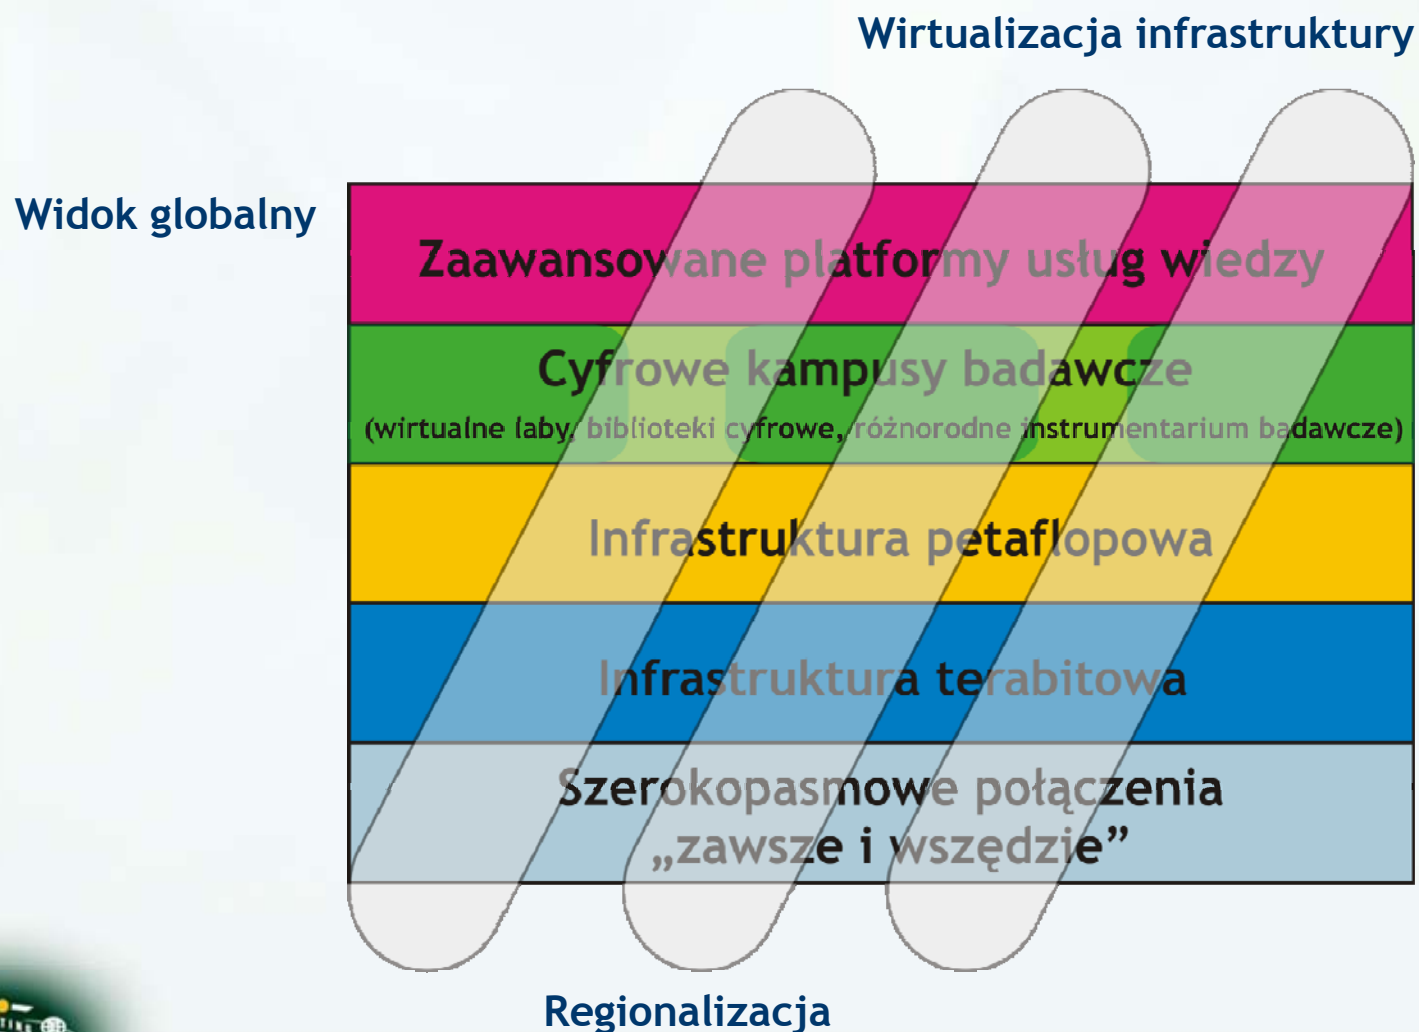 Wirtualizacja infrastruktury
Widok globalny
Zaawansowane platformy usług wiedzy
Cyfrowe kampusy badawcze
(wirtualne laby, biblioteki cyfrowe, różnorodne instrumentarium badawcze)
Infrastruktura petaflopowa
Infrastruktura terabitowa
Szerokopasmowe połączenia
„zawsze i wszędzie”
Regionalizacja